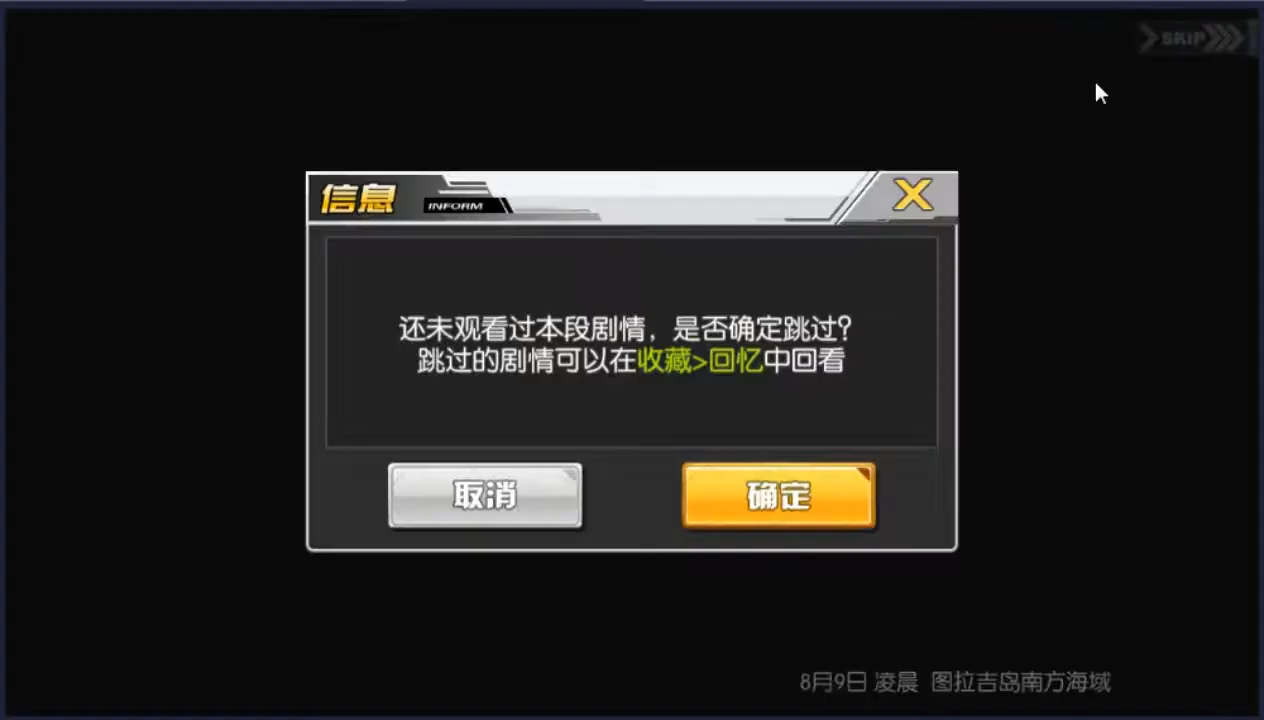 SKIP
信息
INFORM
还未观看过本段剧情，是否确定跳过？
跳过的剧情可以在收藏>回忆中回看
取消
确定
8月9日 凌晨 图拉吉岛南方海域